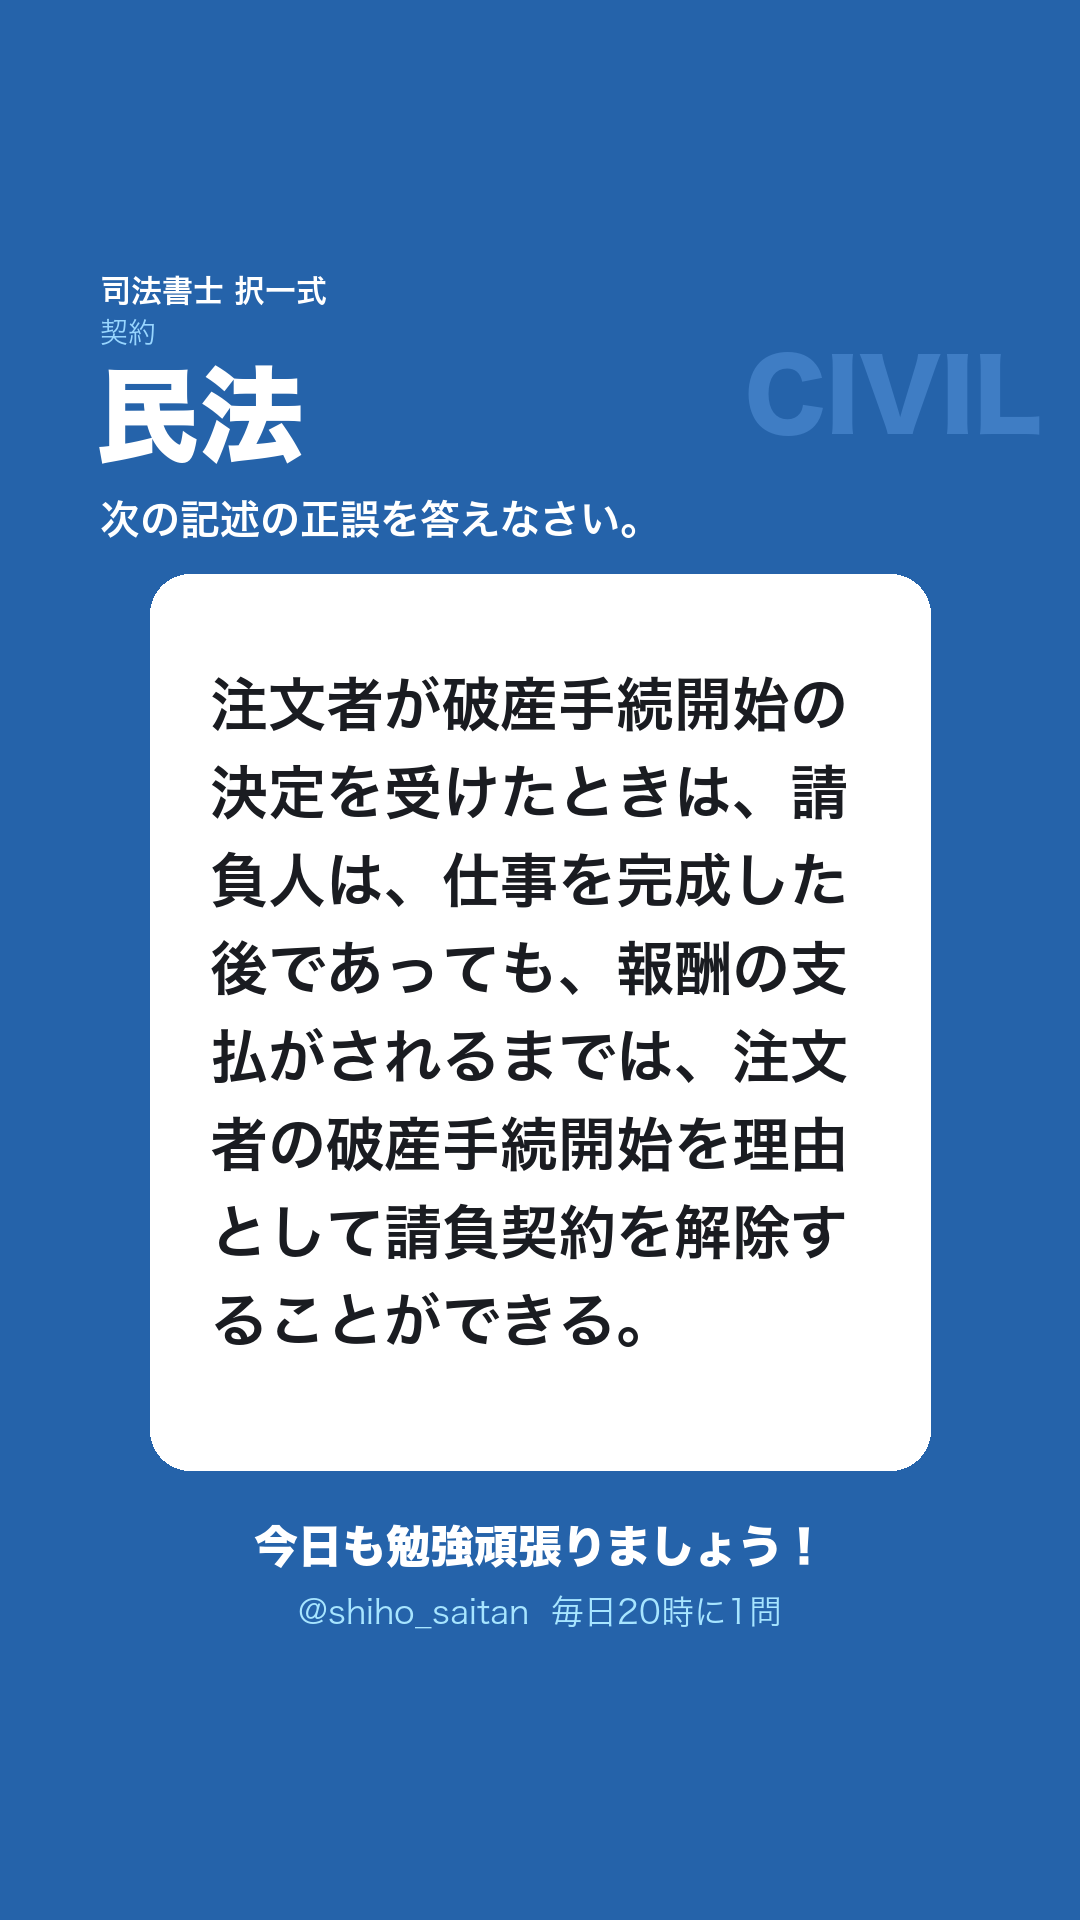 司法書士 択一式
契約
民法
CIVIL
次の記述の正誤を答えなさい。
注文者が破産手続開始の
決定を受けたときは、請
負人は、仕事を完成した
後であっても、報酬の支
払がされるまでは、注文
者の破産手続開始を理由
として請負契約を解除す
ることができる。
今日も勉強頑張りましょう！
@shiho_saitan 毎日20時に1問